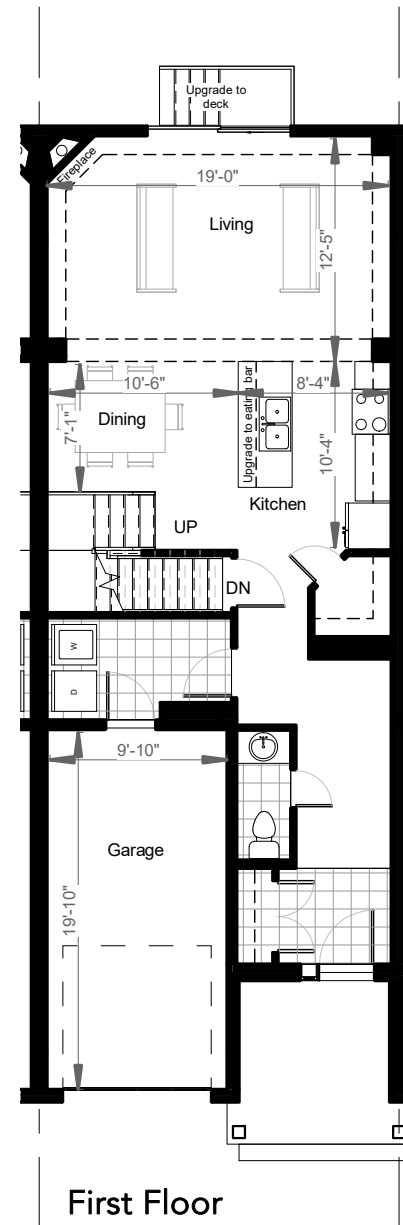 Upgrade to
deck
Fireplace
19'-0"
Living
12'-5"
10'-6"
Upgrade to eating bar
8'-4"
7'-1"
Dining
10'-4"
Kitchen
UP
DN
W
D
9'-10"
Garage
19'-10"
First Floor